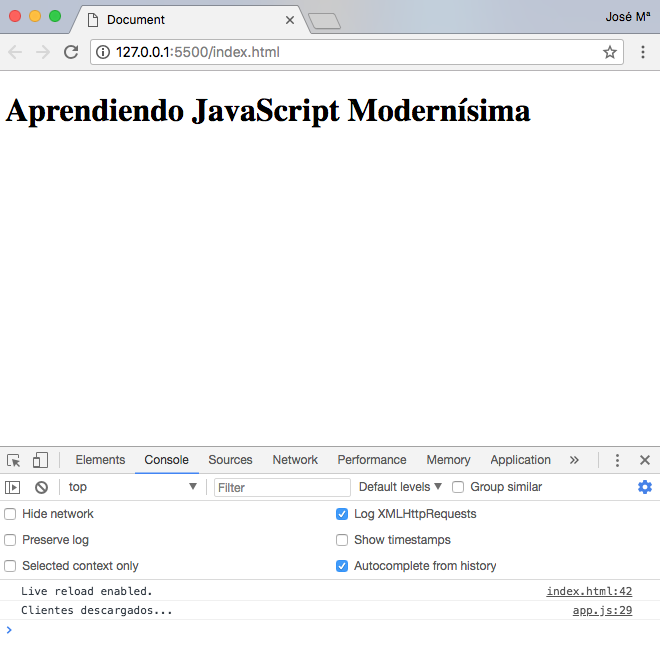 Document
José Mª
127.0.0.1:5500/index.html
Aprendiendo JavaScript Modernísima
Elements Console Sources Network Performance Memory Application »
top Filter Default levels Group similar
Hide network Log XMLHttpRequests
Preserve log Show timestamps
Selected context only Autocomplete from history
Live reload enabled. index.html:42
Clientes descargados... app.js:29